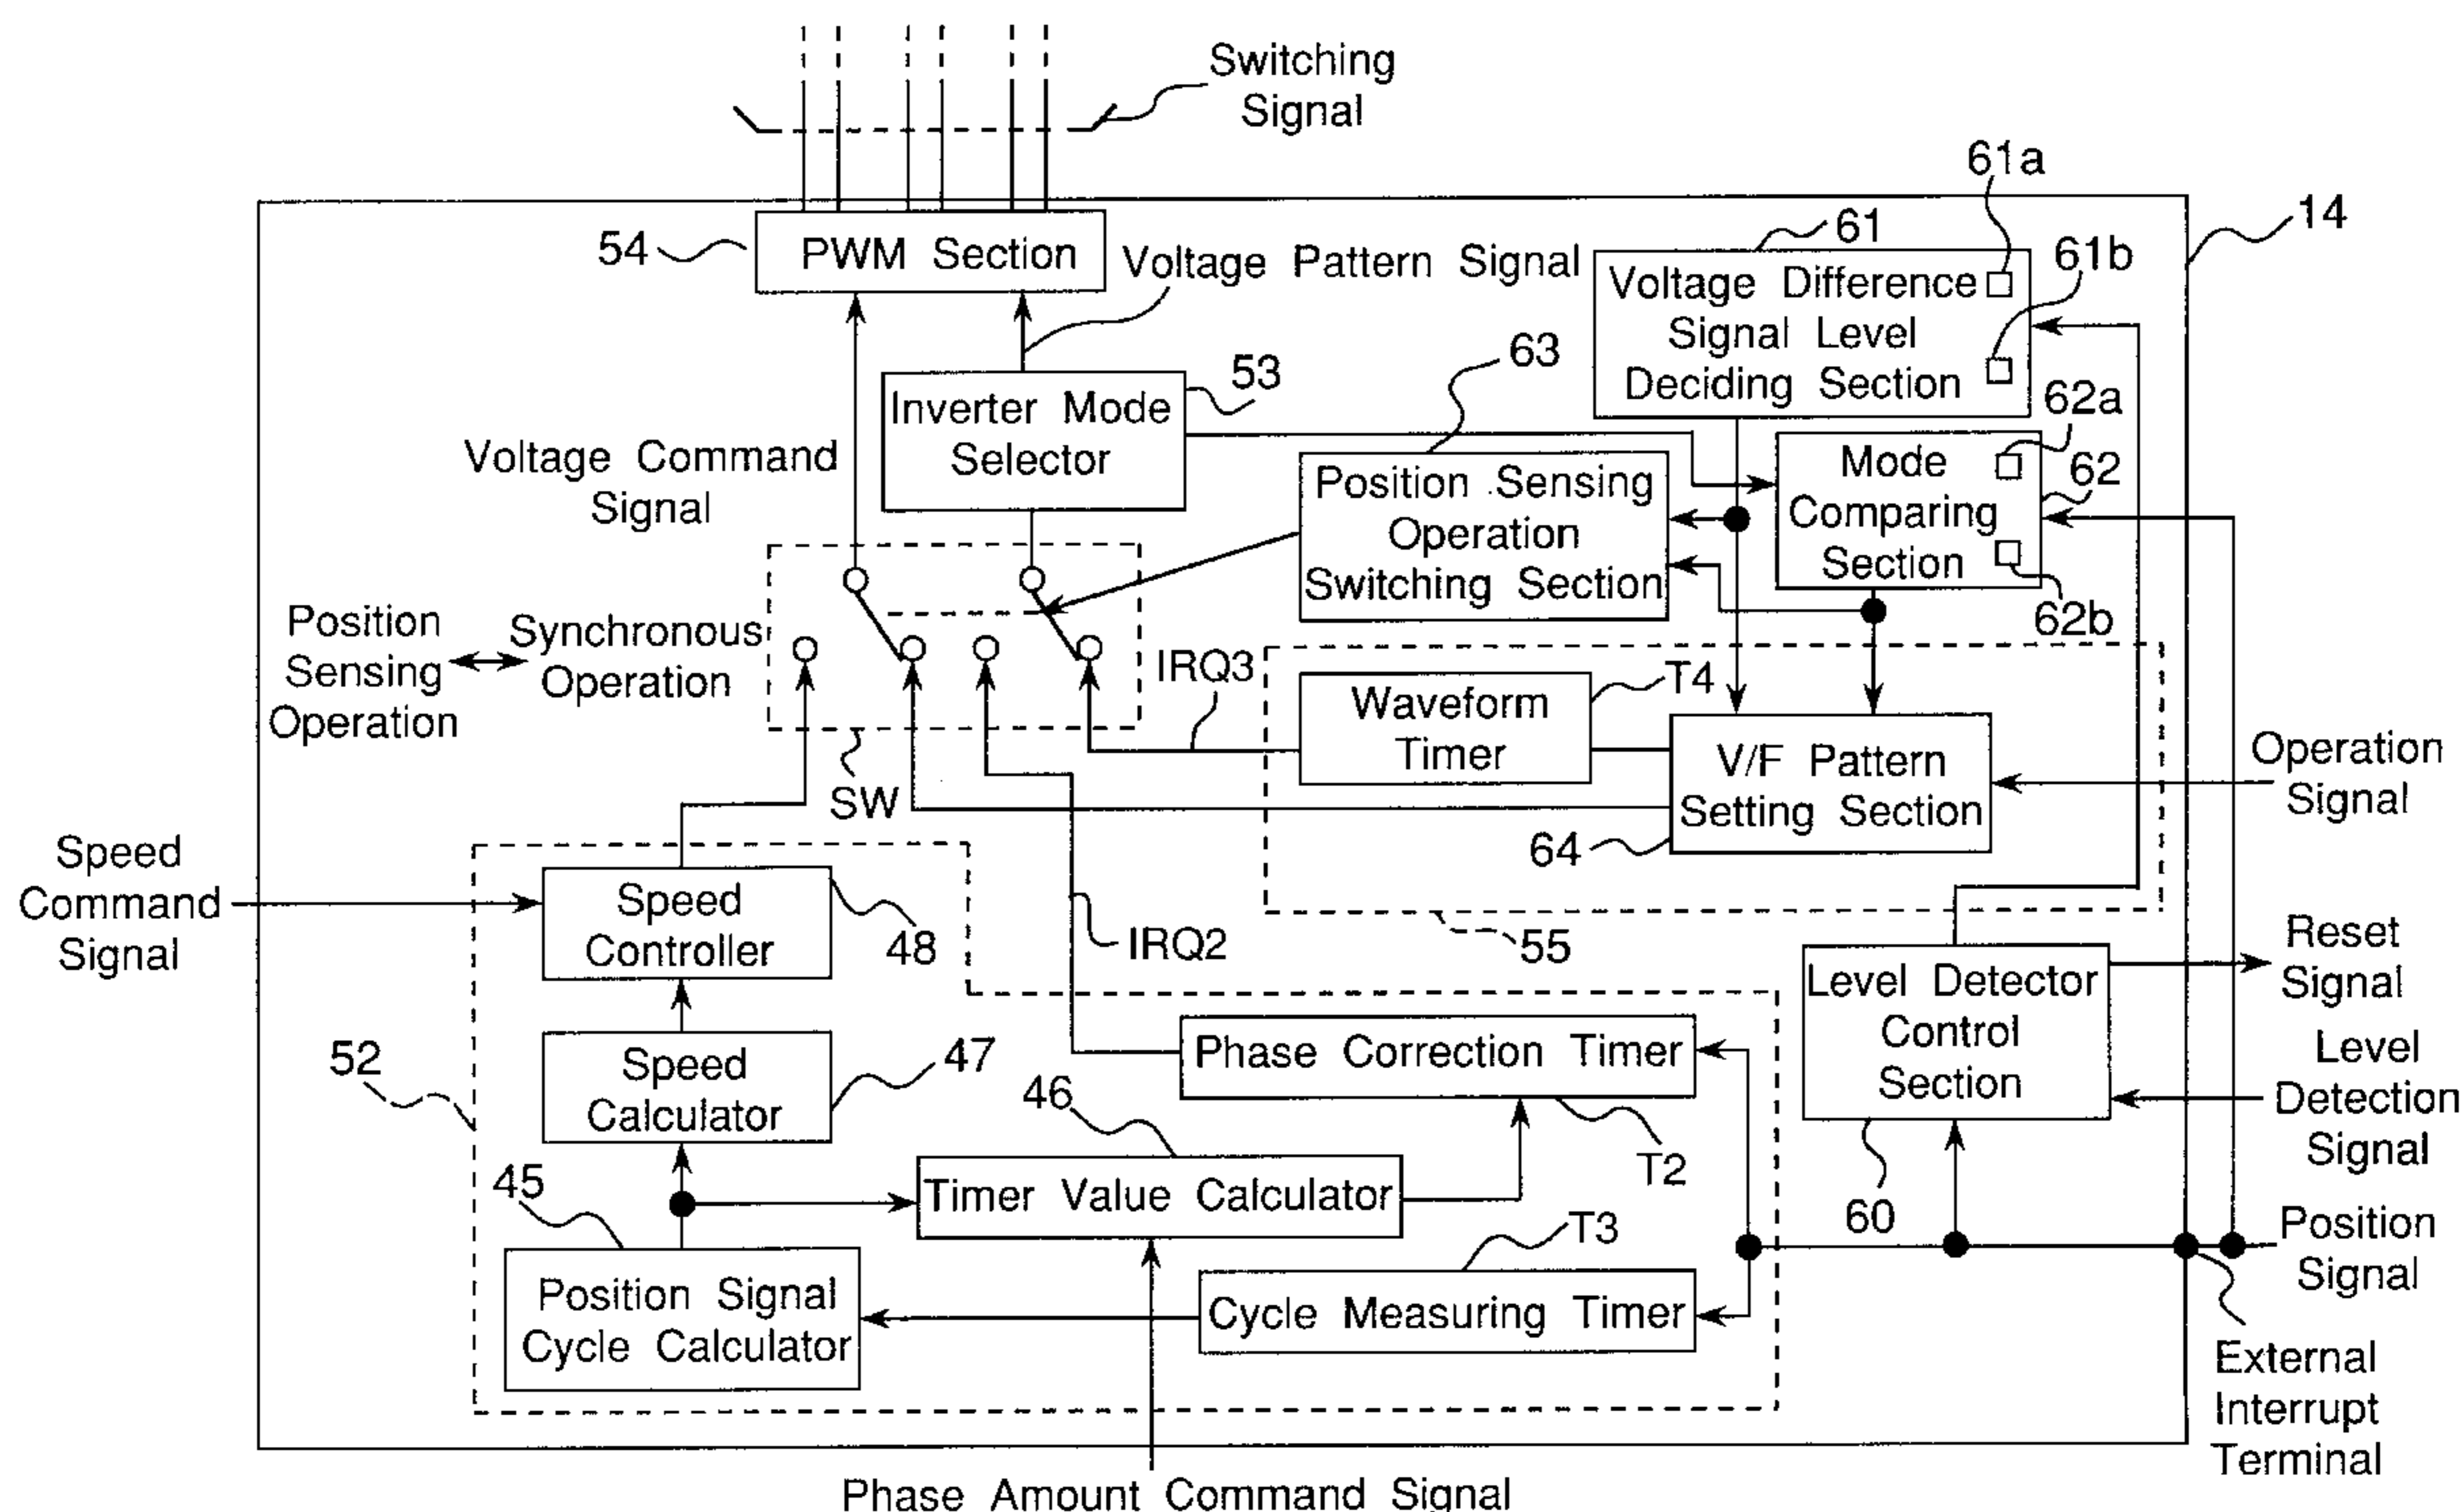 Switching
Signal
61a
61
14
54
PWM Section
Voltage Pattern Signal
61b
Voltage Difference
Signal Level
Deciding Section
63
53
62a
Inverter Mode
Selector
Voltage Command
Signal
Mode
Comparing
Section
62
Position Sensing
Operation
Switching Section
62b
Position
Sensing
Operation
Synchronous
Operation
IRQ3
T4
Waveform
Timer
V/F Pattern
Setting Section
Operation
Signal
SW
64
Speed
Command
Signal
Speed
Controller
48
IRQ2
55
Reset
Signal
Level Detector
Control
Section
52
Speed
Calculator
47
Phase Correction Timer
Level
Detection
Signal
46
T2
45
Timer Value Calculator
60
T3
Position
Signal
Position Signal
Cycle Calculator
Cycle Measuring Timer
External
Interrupt
Terminal
Phase Amount Command Signal